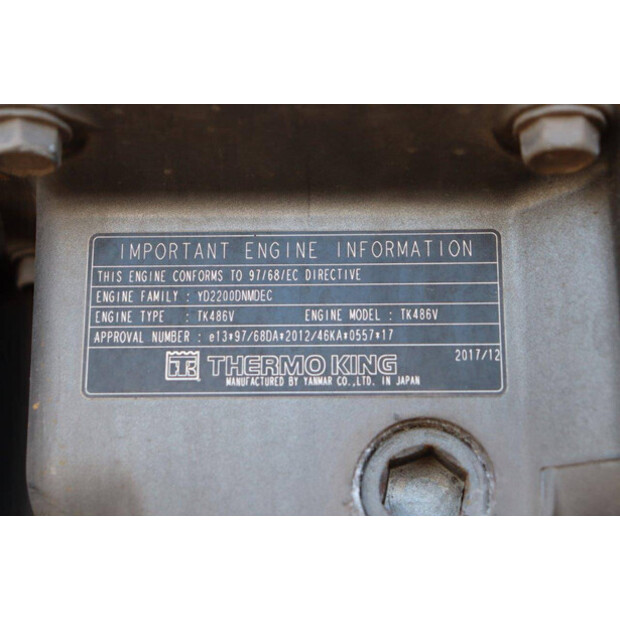 IMPORTANT ENGINE INFORMATION
THIS ENGINE CONFORMS TO 97/68/EC DIRECTIVE
ENGINE FAMILY : YD2200DNMDEC
ENGINE TYPE : TK486V ENGINE MODEL : TK486V
APPROVAL NUMBER : e13*97/68DA*2012/46KA*0557*17
TK THERMO KING 2017/12
MANUFACTURED BY YANMAR CO.,LTD. IN JAPAN